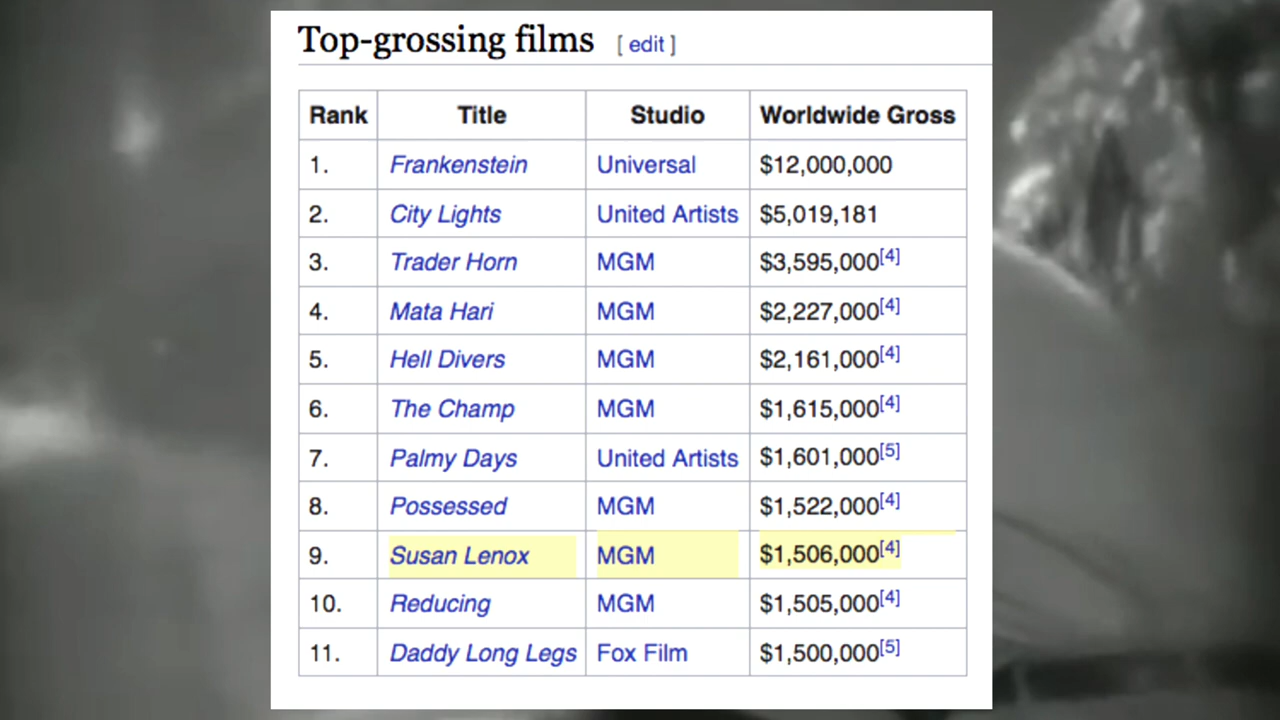 Top-grossing films [ edit ]
Rank Title Studio Worldwide Gross
1. Frankenstein Universal $12,000,000
2. City Lights United Artists $5,019,181
3. Trader Horn MGM $3,595,000[4]
4. Mata Hari MGM $2,227,000[4]
5. Hell Divers MGM $2,161,000[4]
6. The Champ MGM $1,615,000[4]
7. Palmy Days United Artists $1,601,000[5]
8. Possessed MGM $1,522,000[4]
9. Susan Lenox MGM $1,506,000[4]
10. Reducing MGM $1,505,000[4]
11. Daddy Long Legs Fox Film $1,500,000[5]